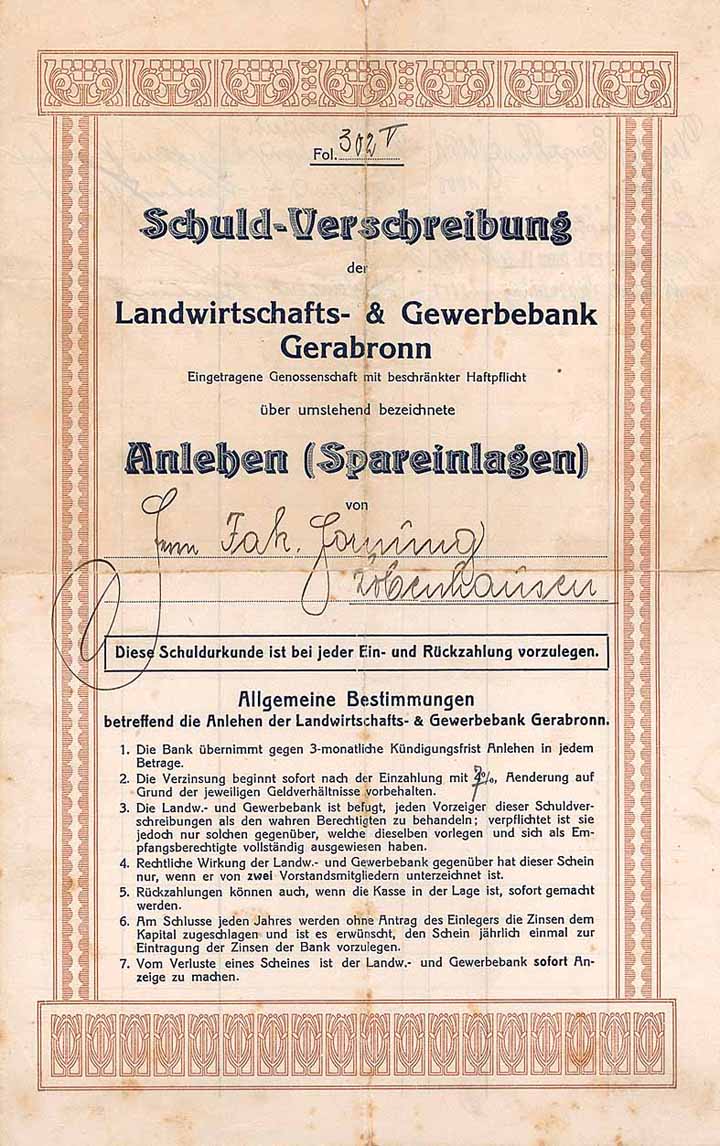 Fol. 302 V
Schuld-Verschreibung
der
Landwirtschafts- & Gewerbebank
Gerabronn
Eingetragene Genossenschaft mit beschränkter Haftpflicht
über umstehend bezeichnete
Anlehen (Spareinlagen)
von
Herrn Jak. Hornung
Diese Schuldurkunde ist bei jeder Ein- und Rückzahlung vorzulegen.
Allgemeine Bestimmungen
betreffend die Anlehen der Landwirtschafts- & Gewerbebank Gerabronn.
1. Die Bank übernimmt gegen 3-monatliche Kündigungsfrist Anlehen in jedem
Betrage.
2. Die Verzinsung beginnt sofort nach der Einzahlung mit %, Aenderung auf
Grund der jeweiligen Geldverhältnisse vorbehalten.
3. Die Landw.- und Gewerbebank ist befugt, jeden Vorzeiger dieser Schuldver-
schreibungen als den wahren Berechtigten zu behandeln; verpflichtet ist sie
jedoch nur solchen gegenüber, welche dieselben vorlegen und sich als Em-
pfangsberechtigte vollständig ausgewiesen haben.
4. Rechtliche Wirkung der Landw.- und Gewerbebank gegenüber hat dieser Schein
nur, wenn er von zwei Vorstandsmitgliedern unterzeichnet ist.
5. Rückzahlungen können auch, wenn die Kasse in der Lage ist, sofort gemacht
werden.
6. Am Schlusse jeden Jahres werden ohne Antrag des Einlegers die Zinsen dem
Kapital zugeschlagen und ist es erwünscht, den Schein jährlich einmal zur
Eintragung der Zinsen der Bank vorzulegen.
7. Vom Verluste eines Scheines ist der Landw.- und Gewerbebank sofort An-
zeige zu machen.